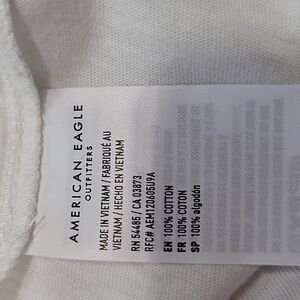 AMERICAN EAGLE
OUTFITTERS
MADE IN VIETNAM / FABRIQUÉ AU
VIETNAM / HECHO EN VIETNAM
RN 54485 / CA 03873
RFC# AEM120605U9A
EN 100% COTTON
FR 100% COTON
SP 100% algodón